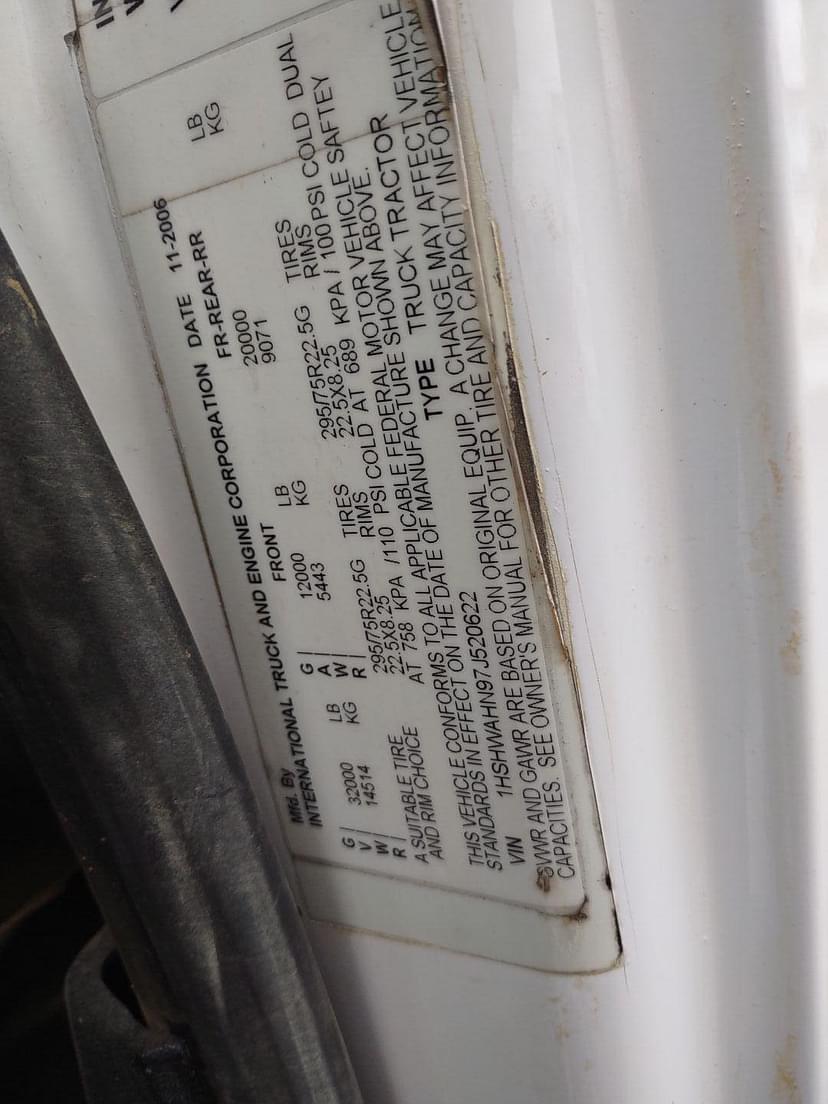 Mfd. By
INTERNATIONAL TRUCK AND ENGINE CORPORATION DATE 11-2006
FRONT FR-REAR-RR
G V W R 32000 LB G A W R 12000 LB 20000 LB
14514 KG 5443 KG 9071 KG
A SUITABLE TIRE 295/75R22.5G TIRES 295/75R22.5G TIRES
AND RIM CHOICE 22.5X8.25 RIMS 22.5X8.25 RIMS
AT 758 KPA /110 PSI COLD AT 689 KPA / 100 PSI COLD DUAL
THIS VEHICLE CONFORMS TO ALL APPLICABLE FEDERAL MOTOR VEHICLE SAFTEY
STANDARDS IN EFFECT ON THE DATE OF MANUFACTURE SHOWN ABOVE.
VIN 1HSHWAHN97J520622 TYPE TRUCK TRACTOR
GVWR AND GAWR ARE BASED ON ORIGINAL EQUIP. A CHANGE MAY AFFECT VEHICLE
CAPACITIES. SEE OWNER'S MANUAL FOR OTHER TIRE AND CAPACITY INFORMATION